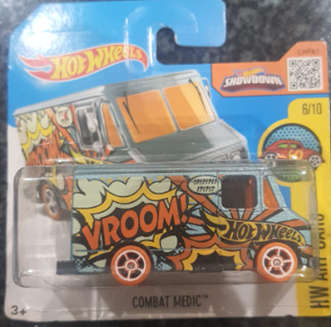 Hot Wheels
SHOWDOWN
6/10
VROOM!
Hot Wheels
HW ART CARS
COMBAT MEDIC™
3+